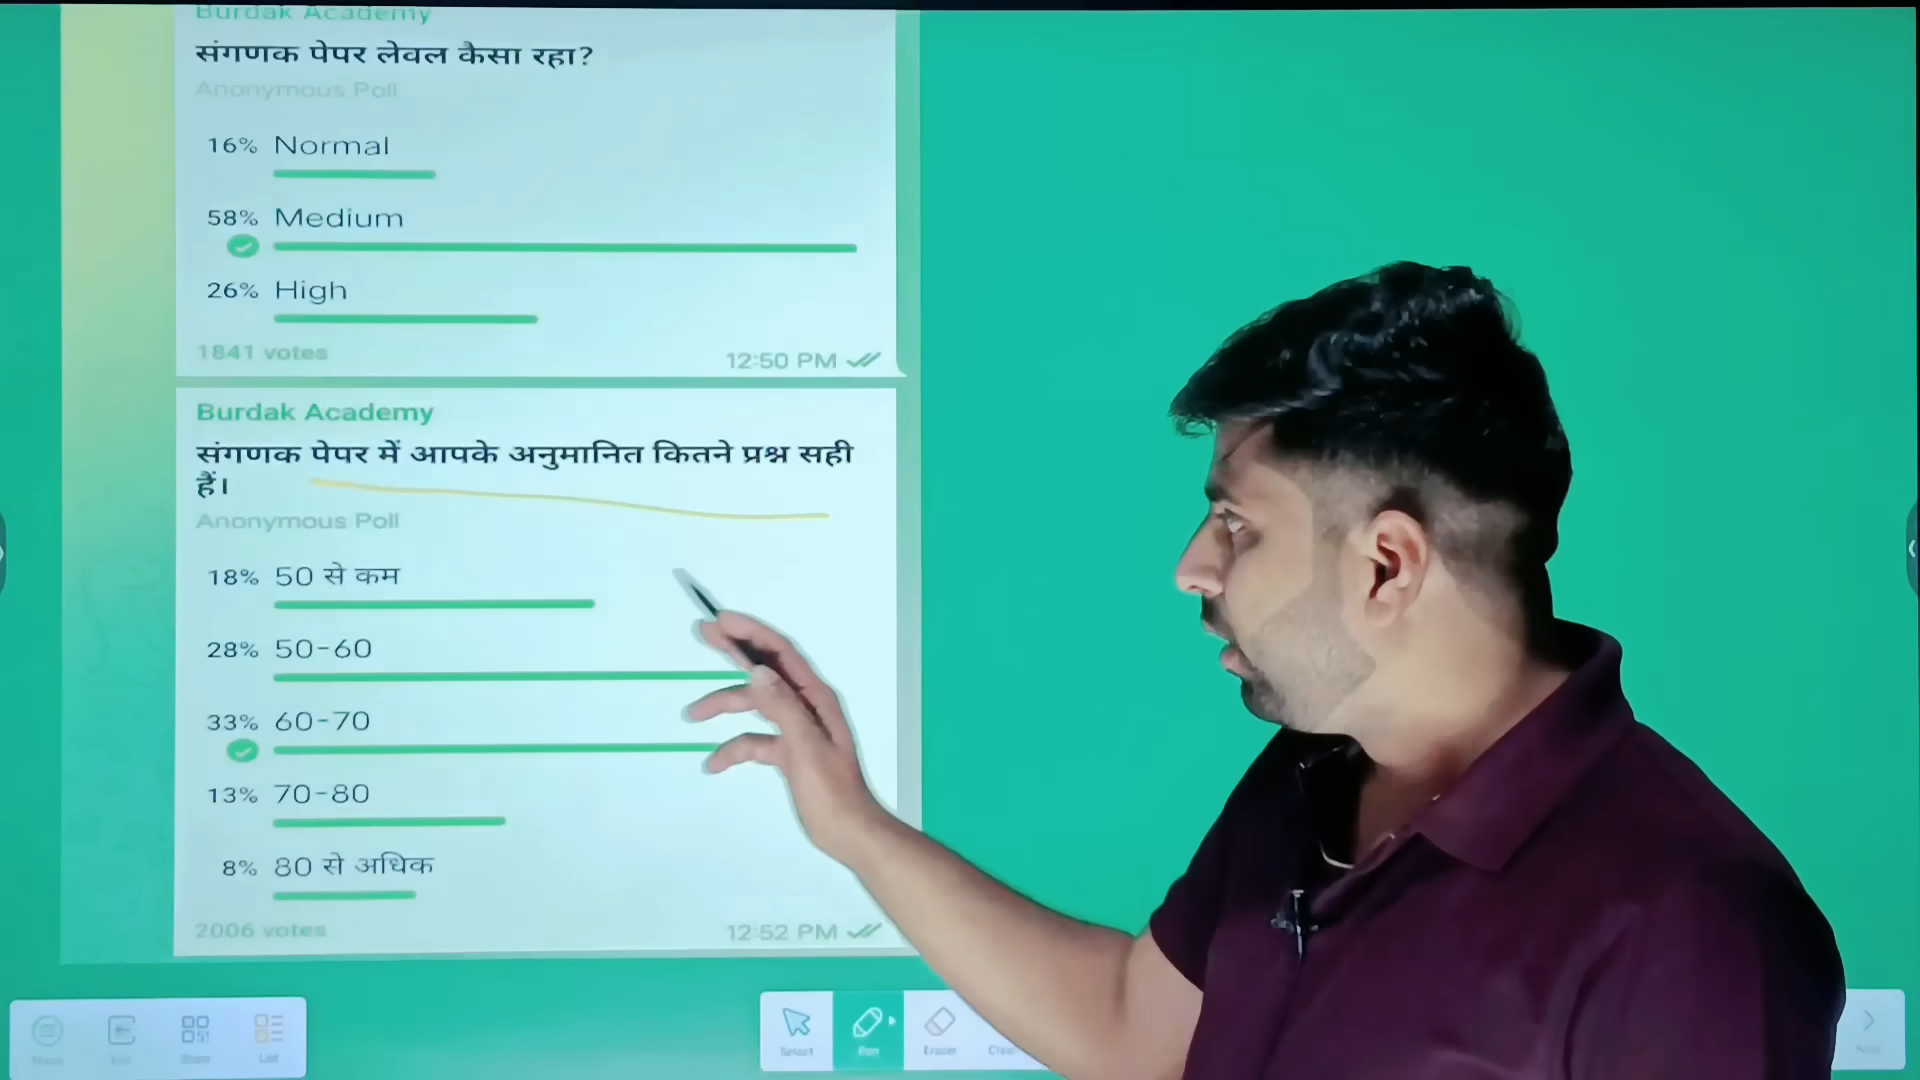 Burdak Academy
संगणक पेपर लेवल कैसा रहा?
Anonymous Poll
16% Normal
58% Medium
26% High
1841 votes
12:50 PM
Burdak Academy
संगणक पेपर में आपके अनुमानित कितने प्रश्न सही
हैं।
Anonymous Poll
18% 50 से कम
28% 50-60
33% 60-70
13% 70-80
8% 80 से अधिक
2006 votes
12:52 PM
Select
Pen
Eraser